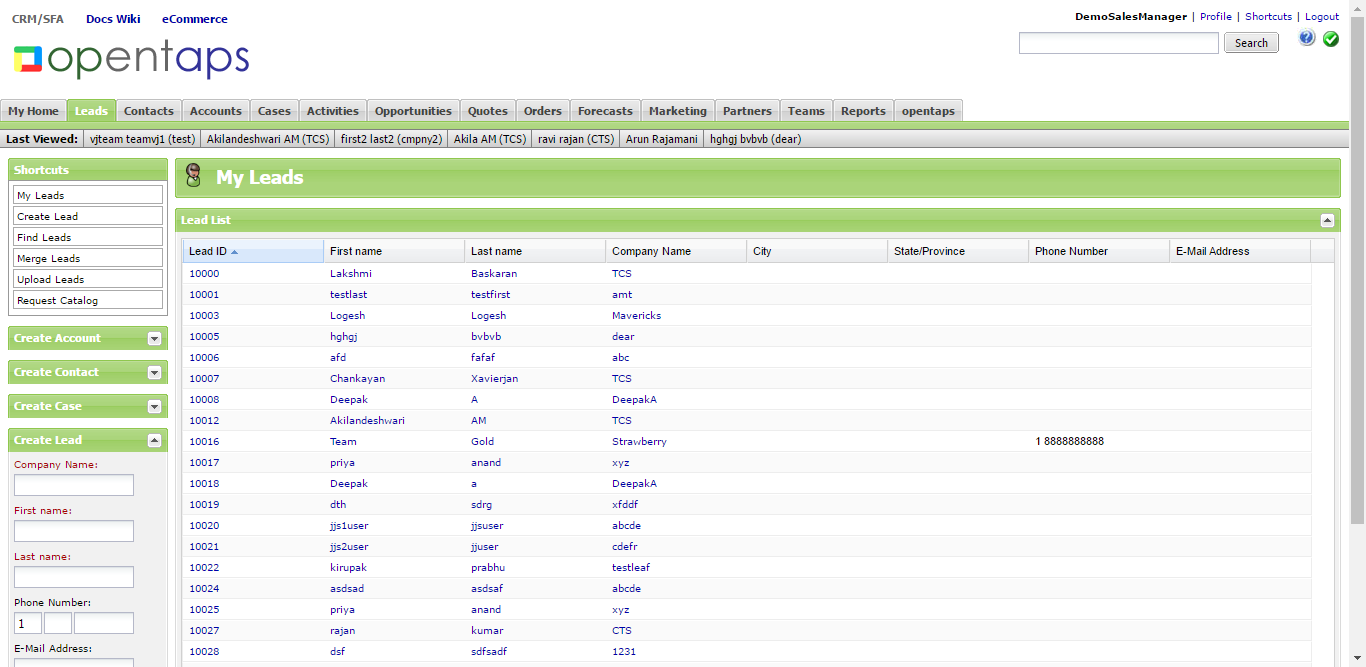 CRM/SFA Docs Wiki eCommerce
DemoSalesManager | Profile | Shortcuts | Logout
opentaps
Search
My Home Leads Contacts Accounts Cases Activities Opportunities Quotes Orders Forecasts Marketing Partners Teams Reports opentaps
Last Viewed: vjteam teamvj1 (test) Akilandeshwari AM (TCS) first2 last2 (cmpny2) Akila AM (TCS) ravi rajan (CTS) Arun Rajamani hghgj bvbvb (dear)
Shortcuts
My Leads
Create Lead
Find Leads
Merge Leads
Upload Leads
Request Catalog
Create Account
Create Contact
Create Case
Create Lead
Company Name:
First name:
Last name:
Phone Number:
1
E-Mail Address:
My Leads
Lead List
Lead ID First name Last name Company Name City State/Province Phone Number E-Mail Address
10000 Lakshmi Baskaran TCS
10001 testlast testfirst amt
10003 Logesh Logesh Mavericks
10005 hghgj bvbvb dear
10006 afd fafaf abc
10007 Chankayan Xavierjan TCS
10008 Deepak A DeepakA
10012 Akilandeshwari AM TCS
10016 Team Gold Strawberry 1 8888888888
10017 priya anand xyz
10018 Deepak a DeepakA
10019 dth sdrg xfddf
10020 jjs1user jjsuser abcde
10021 jjs2user jjuser cdefr
10022 kirupak prabhu testleaf
10024 asdsad adsaf abcde
10025 priya anand xyz
10027 rajan kumar CTS
10028 dsf sdfsadf 1231